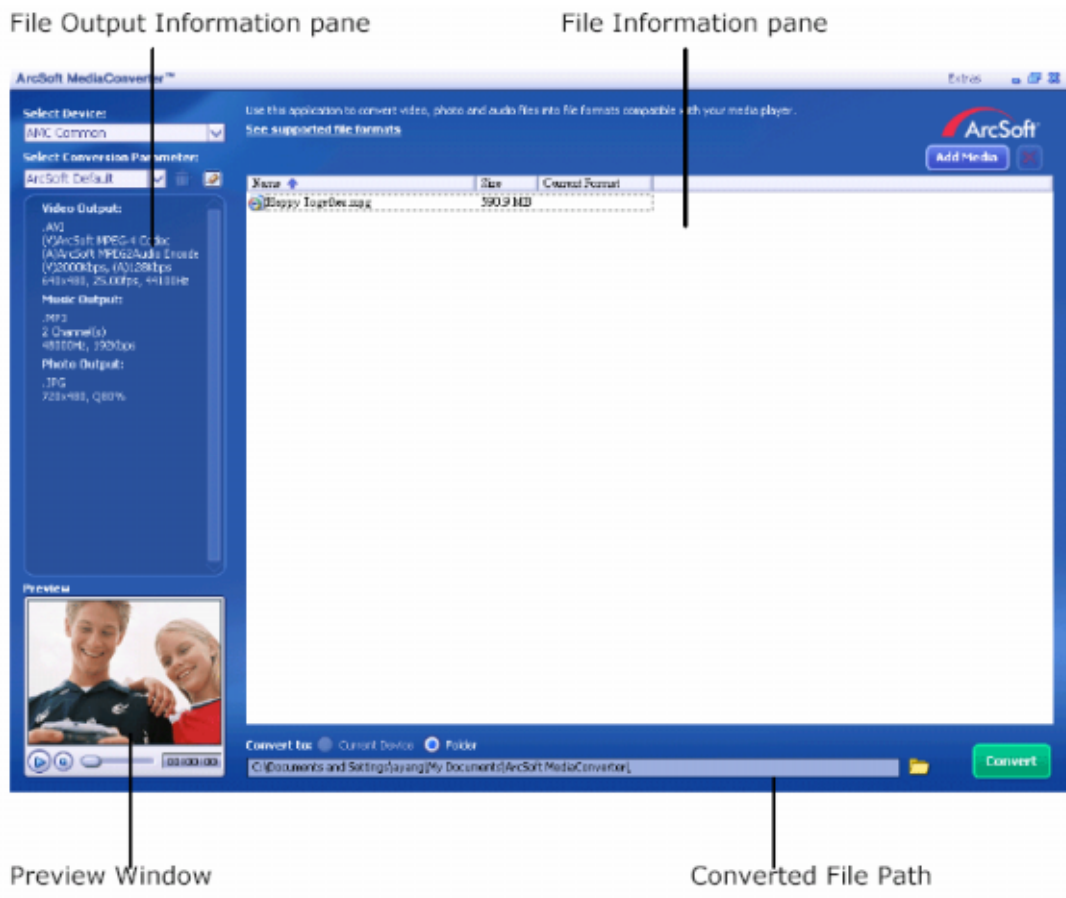 File Output Information pane
File Information pane
ArcSoft MediaConverter™
Extras
Select Device:
AMC Common
Select Conversion Parameter:
ArcSoft Default
Use this application to convert video, photo and audio files into file formats compatible with your media player.
See supported file formats
ArcSoft
Add Media
Name Size Current Format
Happy Together.mpg 590.9 MB
Video Output:
.AVI
(V)ArcSoft MPEG-4 Codec
(A)ArcSoft MPEG2Audio Encode
(V)2000kbps, (A)128kbps
640x480, 25.00fps, 44100Hz
Music Output:
.MP3
2 Channel(s)
48000Hz, 192kbps
Photo Output:
.JPG
720x480, Q80%
Preview
00:00:00
Convert to: Current Device Folder
C:\Documents and Settings\ayang\My Documents\ArcSoft MediaConverter\
Convert
Preview Window
Converted File Path